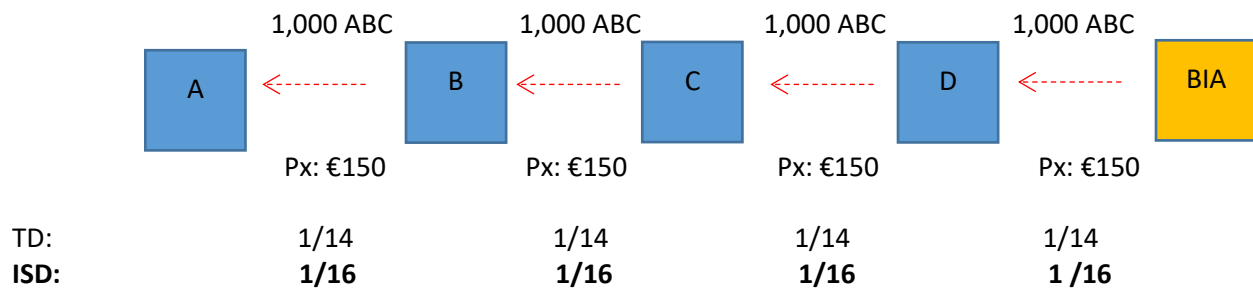 1,000 ABC 1,000 ABC 1,000 ABC 1,000 ABC
A B C D BIA
Px: €150 Px: €150 Px: €150 Px: €150
TD: 1/14 1/14 1/14 1/14
ISD: 1/16 1/16 1/16 1 /16